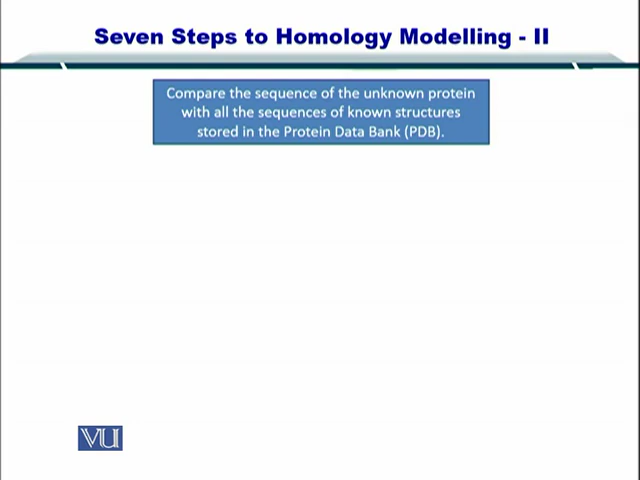 Seven Steps to Homology Modelling - II
Compare the sequence of the unknown protein
with all the sequences of known structures
stored in the Protein Data Bank (PDB).
VU